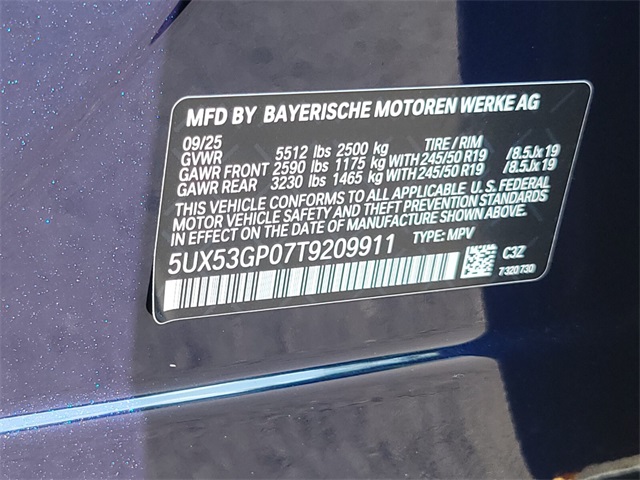 MFD BY BAYERISCHE MOTOREN WERKE AG
09/25
GVWR 5512 lbs 2500 kg TIRE / RIM
GAWR FRONT 2590 lbs 1175 kg WITH 245/50 R19 /8.5Jx19
GAWR REAR 3230 lbs 1465 kg WITH 245/50 R19 /8.5Jx19
THIS VEHICLE CONFORMS TO ALL APPLICABLE U. S. FEDERAL
MOTOR VEHICLE SAFETY AND THEFT PREVENTION STANDARDS
IN EFFECT ON THE DATE OF MANUFACTURE SHOWN ABOVE.
5UX53GP07T9209911 TYPE: MPV
C3Z
7320730